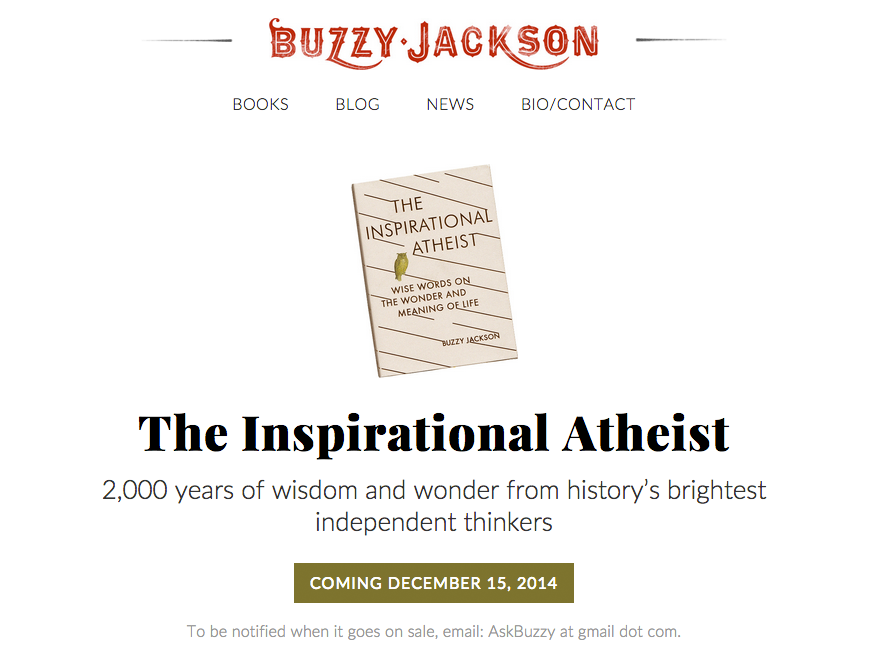 BUZZY·JACKSON
BOOKS BLOG NEWS BIO/CONTACT
THE
INSPIRATIONAL
ATHEIST
WISE WORDS ON
THE WONDER AND
MEANING OF LIFE
BUZZY JACKSON
The Inspirational Atheist
2,000 years of wisdom and wonder from history’s brightest
independent thinkers
COMING DECEMBER 15, 2014
To be notified when it goes on sale, email: AskBuzzy at gmail dot com.